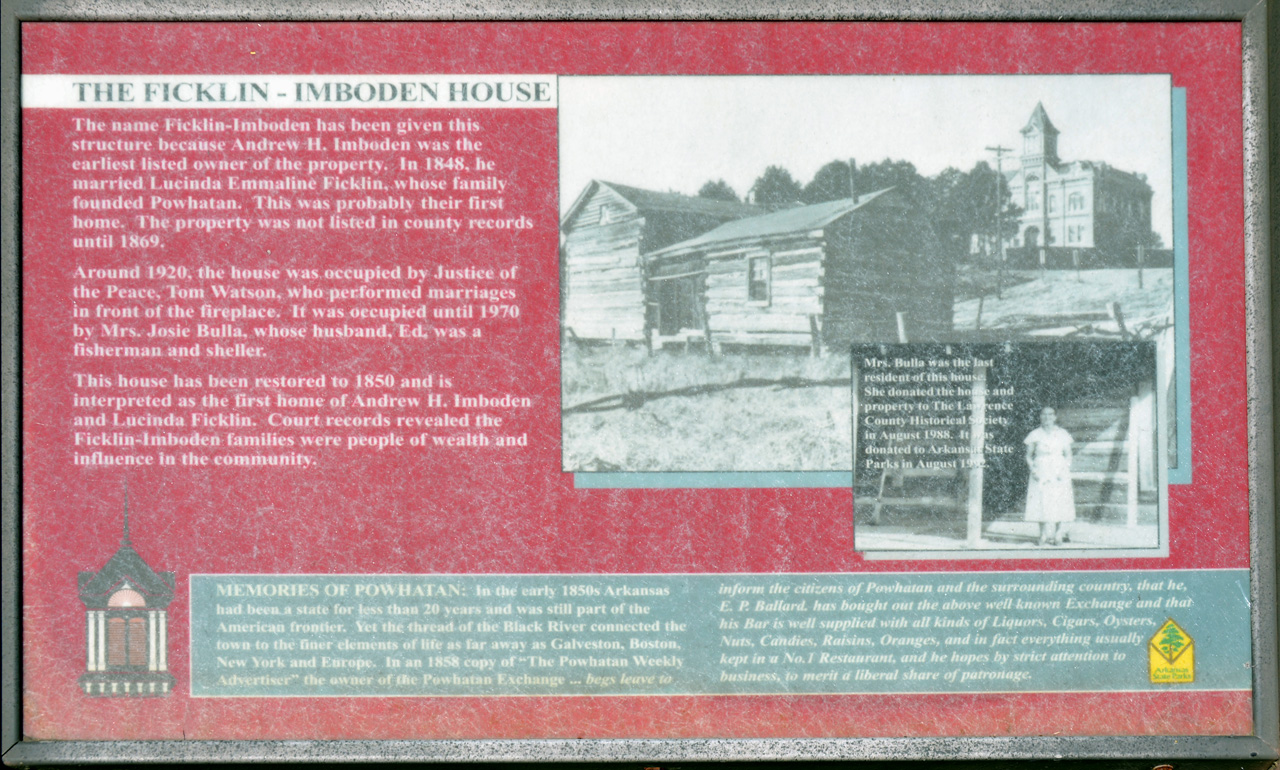 THE FICKLIN - IMBODEN HOUSE
The name Ficklin-Imboden has been given this
structure because Andrew H. Imboden was the
earliest listed owner of the property. In 1848, he
married Lucinda Emmaline Ficklin, whose family
founded Powhatan. This was probably their first
home. The property was not listed in county records
until 1869.
Around 1920, the house was occupied by Justice of
the Peace, Tom Watson, who performed marriages
in front of the fireplace. It was occupied until 1970
by Mrs. Josie Bulla, whose husband, Ed, was a
fisherman and sheller.
This house has been restored to 1850 and is
interpreted as the first home of Andrew H. Imboden
and Lucinda Ficklin. Court records revealed the
Ficklin-Imboden families were people of wealth and
influence in the community.
Mrs. Bulla was the last
resident of this house.
She donated the house and
property to The Lawrence
County Historical Society
in August 1988. It was
donated to Arkansas State
Parks in August 1992.
MEMORIES OF POWHATAN: In the early 1850s Arkansas
had been a state for less than 20 years and was still part of the
American frontier. Yet the thread of the Black River connected the
town to the finer elements of life as far away as Galveston, Boston,
New York and Europe. In an 1858 copy of "The Powhatan Weekly
Advertiser" the owner of the Powhatan Exchange ... begs leave to
inform the citizens of Powhatan and the surrounding country, that he,
E. P. Ballard, has bought out the above well known Exchange and that
his Bar is well supplied with all kinds of Liquors, Cigars, Oysters,
Nuts, Candies, Raisins, Oranges, and in fact everything usually
kept in a No.1 Restaurant, and he hopes by strict attention to
business, to merit a liberal share of patronage.
Arkansas
State Parks